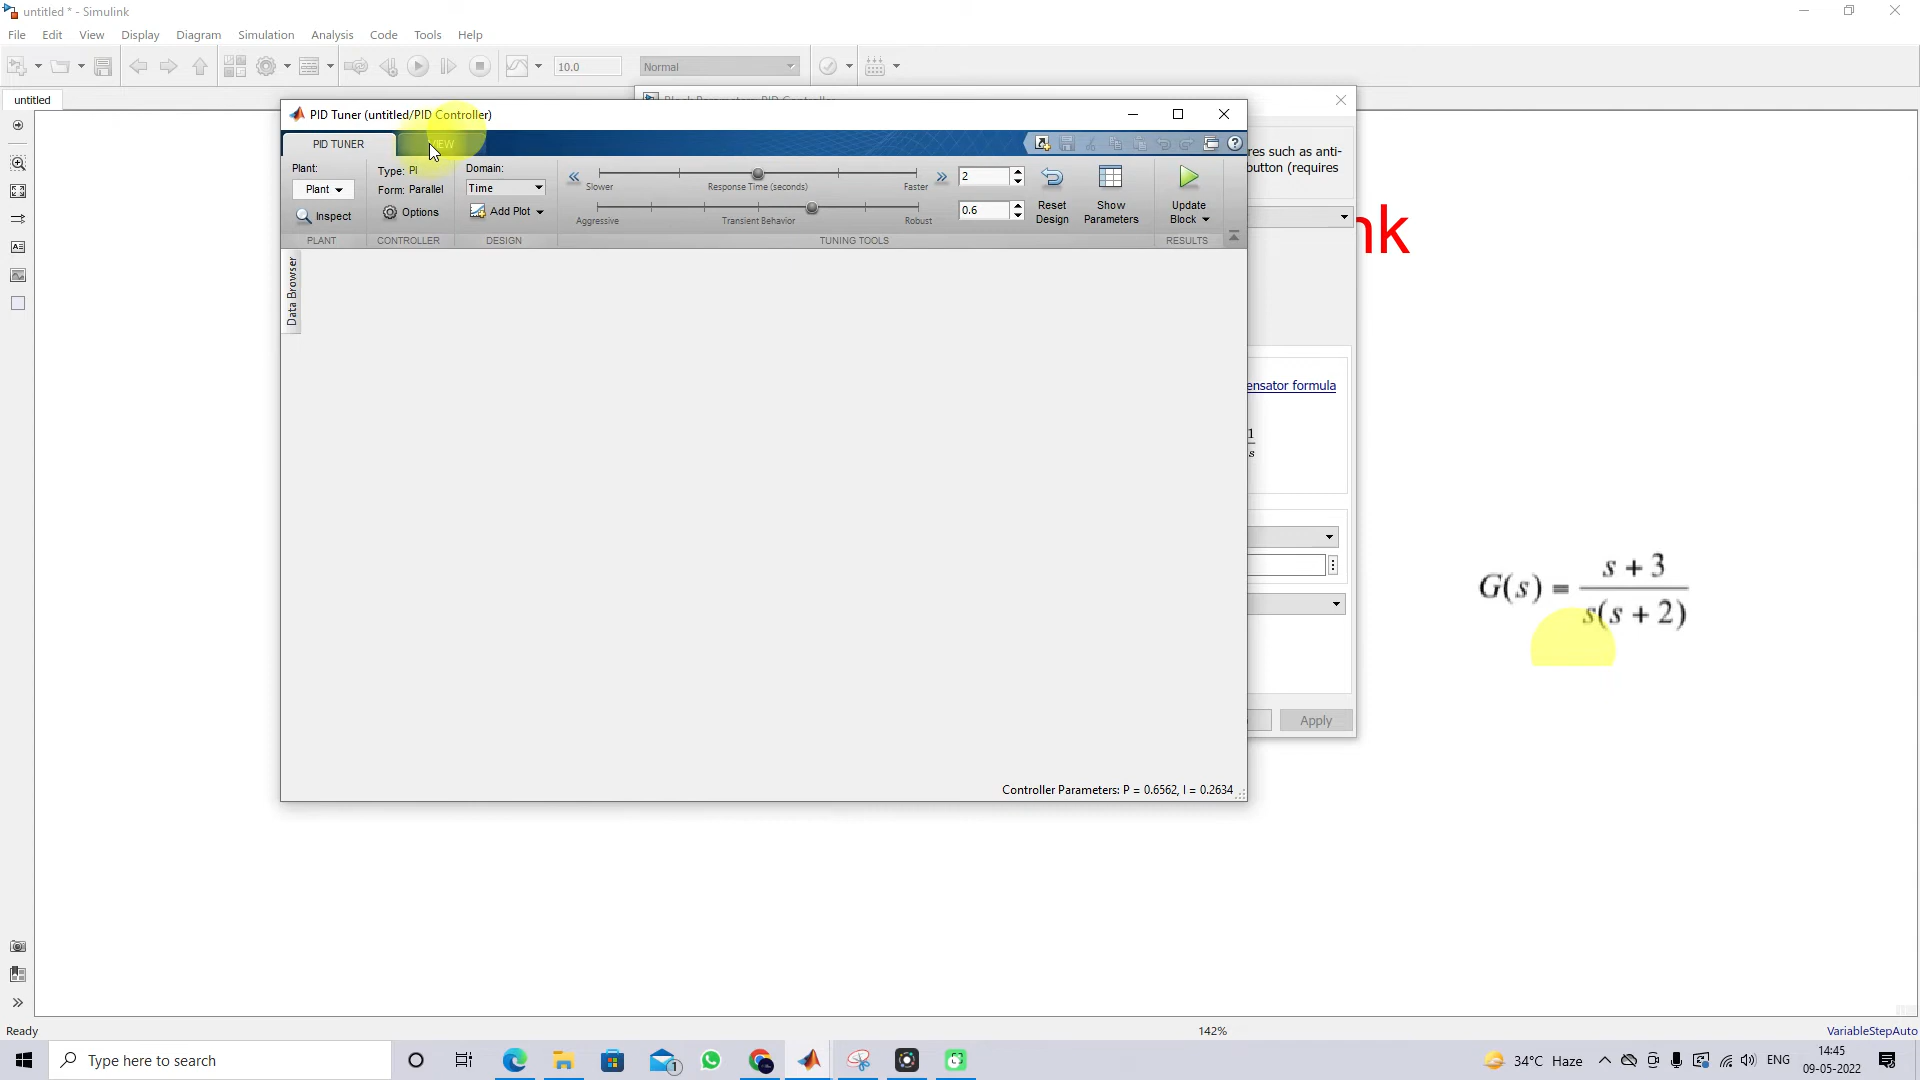 untitled * - Simulink
File Edit View Display Diagram Simulation Analysis Code Tools Help
10.0 Normal
untitled
PID Tuner (untitled/PID Controller)
PID TUNER VIEW
Plant:
Plant
Inspect
PLANT
Type: PI
Form: Parallel
Options
CONTROLLER
Domain:
Time
Add Plot
DESIGN
Slower Response Time (seconds) Faster
2
Aggressive Transient Behavior Robust
0.6
Reset
Design
Show
Parameters
TUNING TOOLS
Update
Block
RESULTS
Data Browser
Controller Parameters: P = 0.6562, I = 0.2634
res such as anti-
button (requires
nk
ensator formula
1
s
Apply
G(s) = s + 3
s(s + 2)
Ready 142% VariableStepAuto
Type here to search
1
34°C Haze
ENG
14:45
09-05-2022